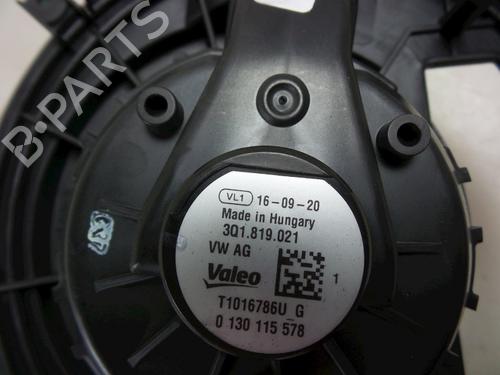 B-PARTS
VL1 16-09-20
Made in Hungary
3Q1.819.021
VW AG
Valeo 1
T1016786U_G
0 130 115 578